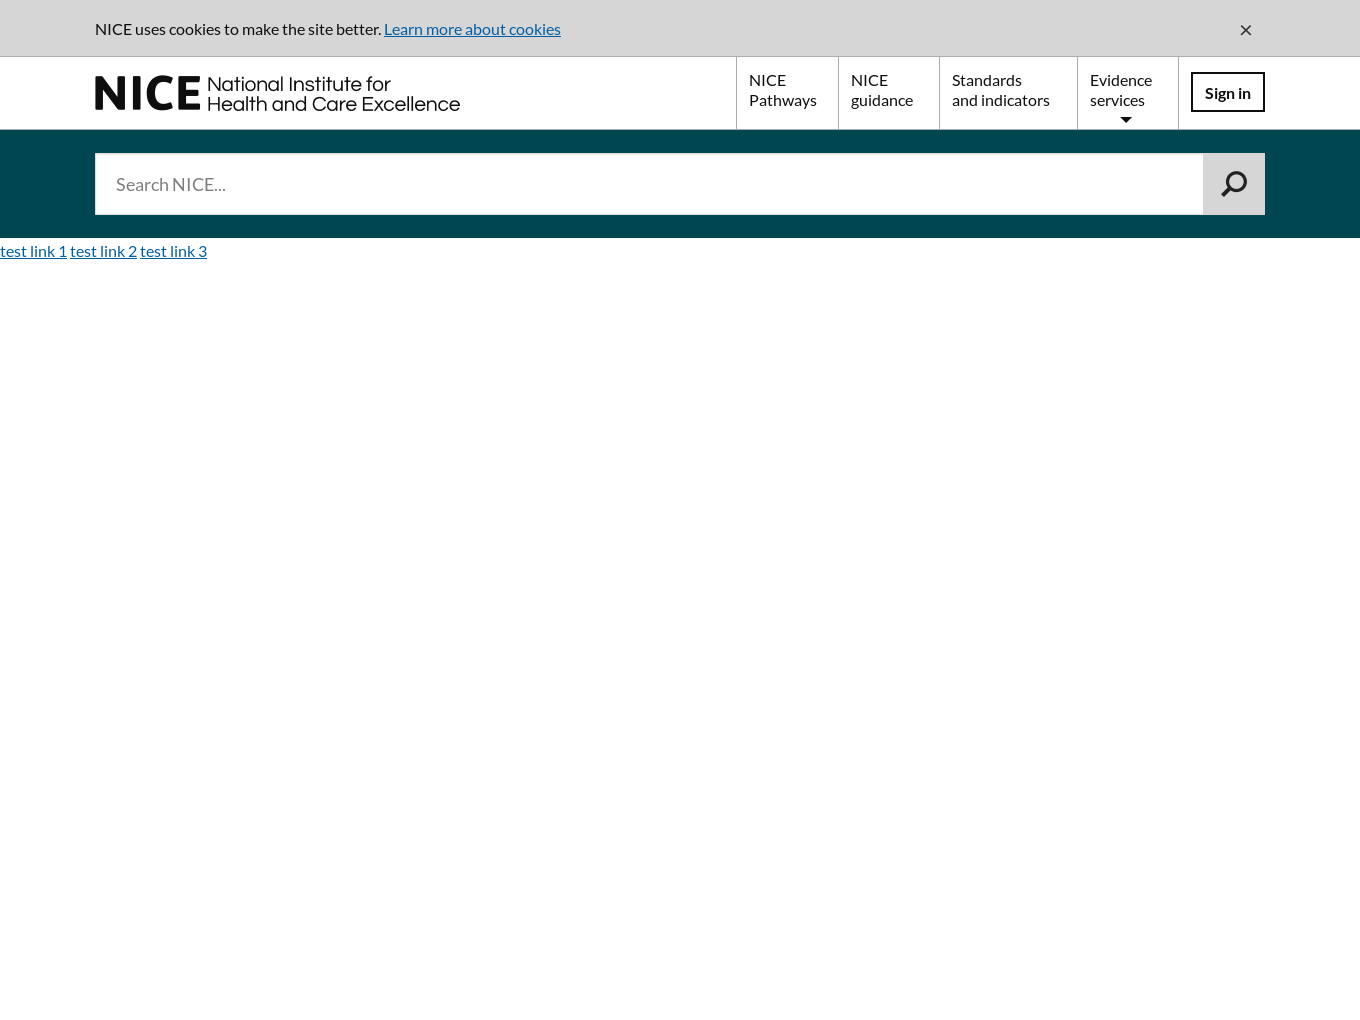 NICE uses cookies to make the site better. Learn more about cookies ×
NICE National Institute for
Health and Care Excellence
NICE
Pathways
NICE
guidance
Standards
and indicators
Evidence
services
Sign in
Search NICE...
test link 1 test link 2 test link 3